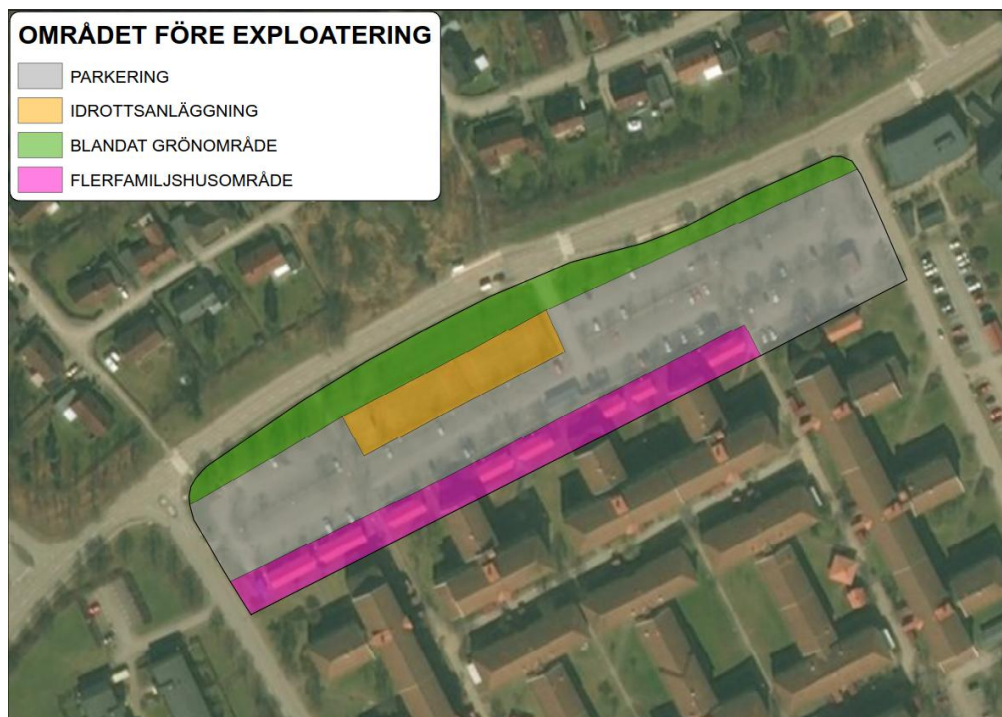 OMRÅDET FÖRE EXPLOATERING
PARKERING
IDROTTSANLÄGGNING
BLANDAT GRÖNOMRÅDE
FLERFAMILJSHUSOMRÅDE